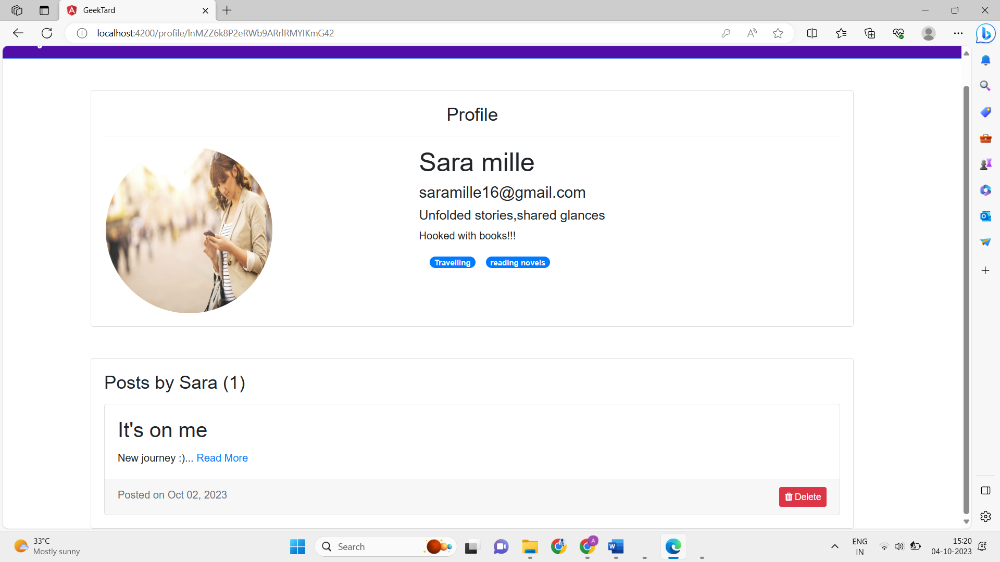 GeekTard
localhost:4200/profile/lnMZZ6k8P2eRWb9ARrlRMYIKmG42
Profile
Sara mille
saramille16@gmail.com
Unfolded stories,shared glances
Hooked with books!!!
Travelling reading novels
Posts by Sara (1)
It's on me
New journey :)... Read More
Posted on Oct 02, 2023
Delete
33°C
Mostly sunny
Search
ENG
IN
15:20
04-10-2023